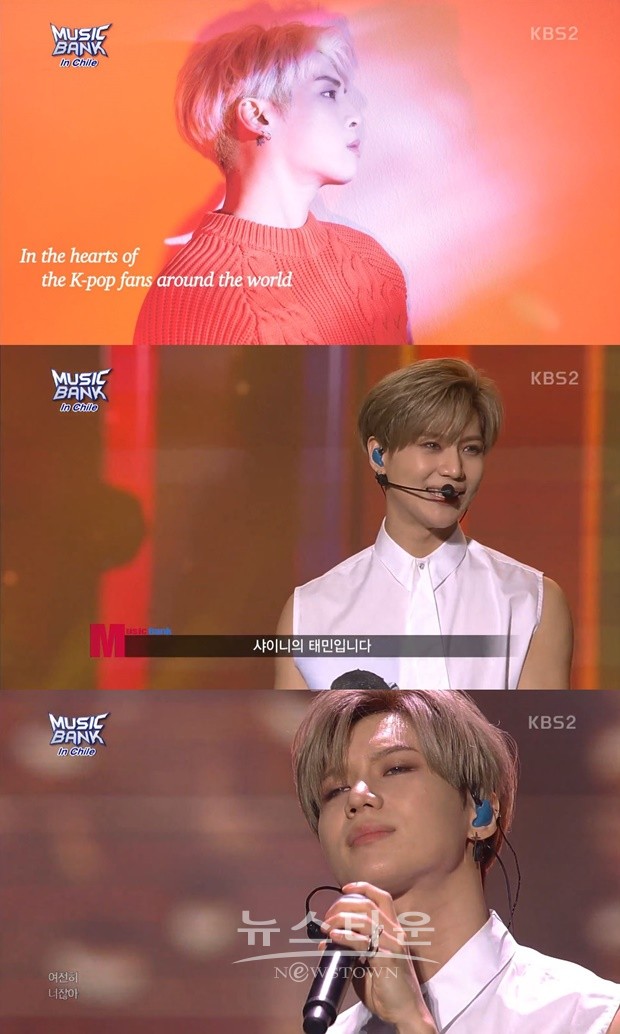 MUSIC
BANK
In Chile
KBS2
In the hearts of
the K-pop fans around the world
MUSIC
BANK
In Chile
KBS2
샤이니의 태민입니다
MUSIC
BANK
In Chile
KBS2
뉴스타운
NEWSTOWN
여전히
너잖아